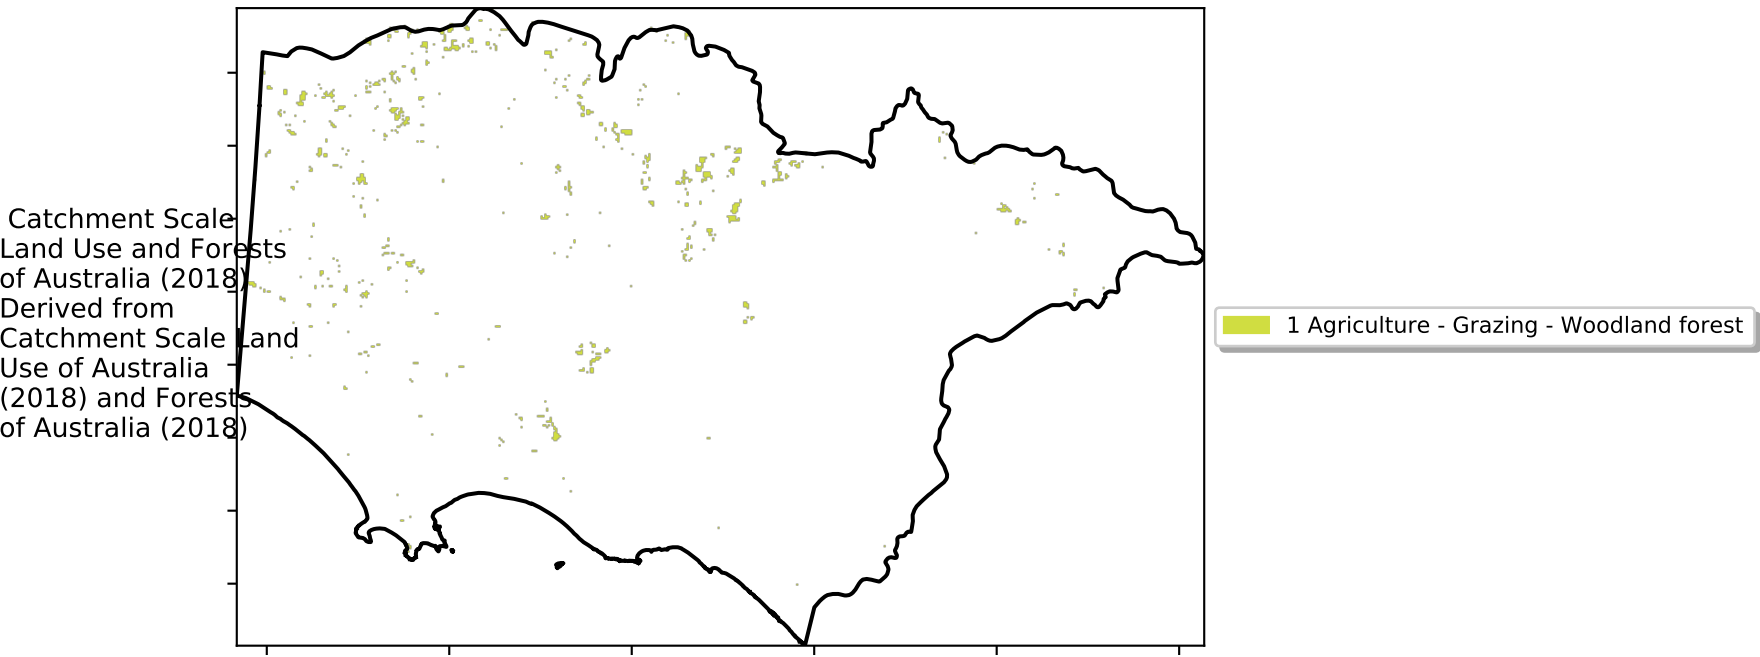 Catchment Scale
Land Use and Forests
of Australia (2018)
Derived from
Catchment Scale Land
Use of Australia
(2018) and Forests
of Australia (2018)
1 Agriculture - Grazing - Woodland forest